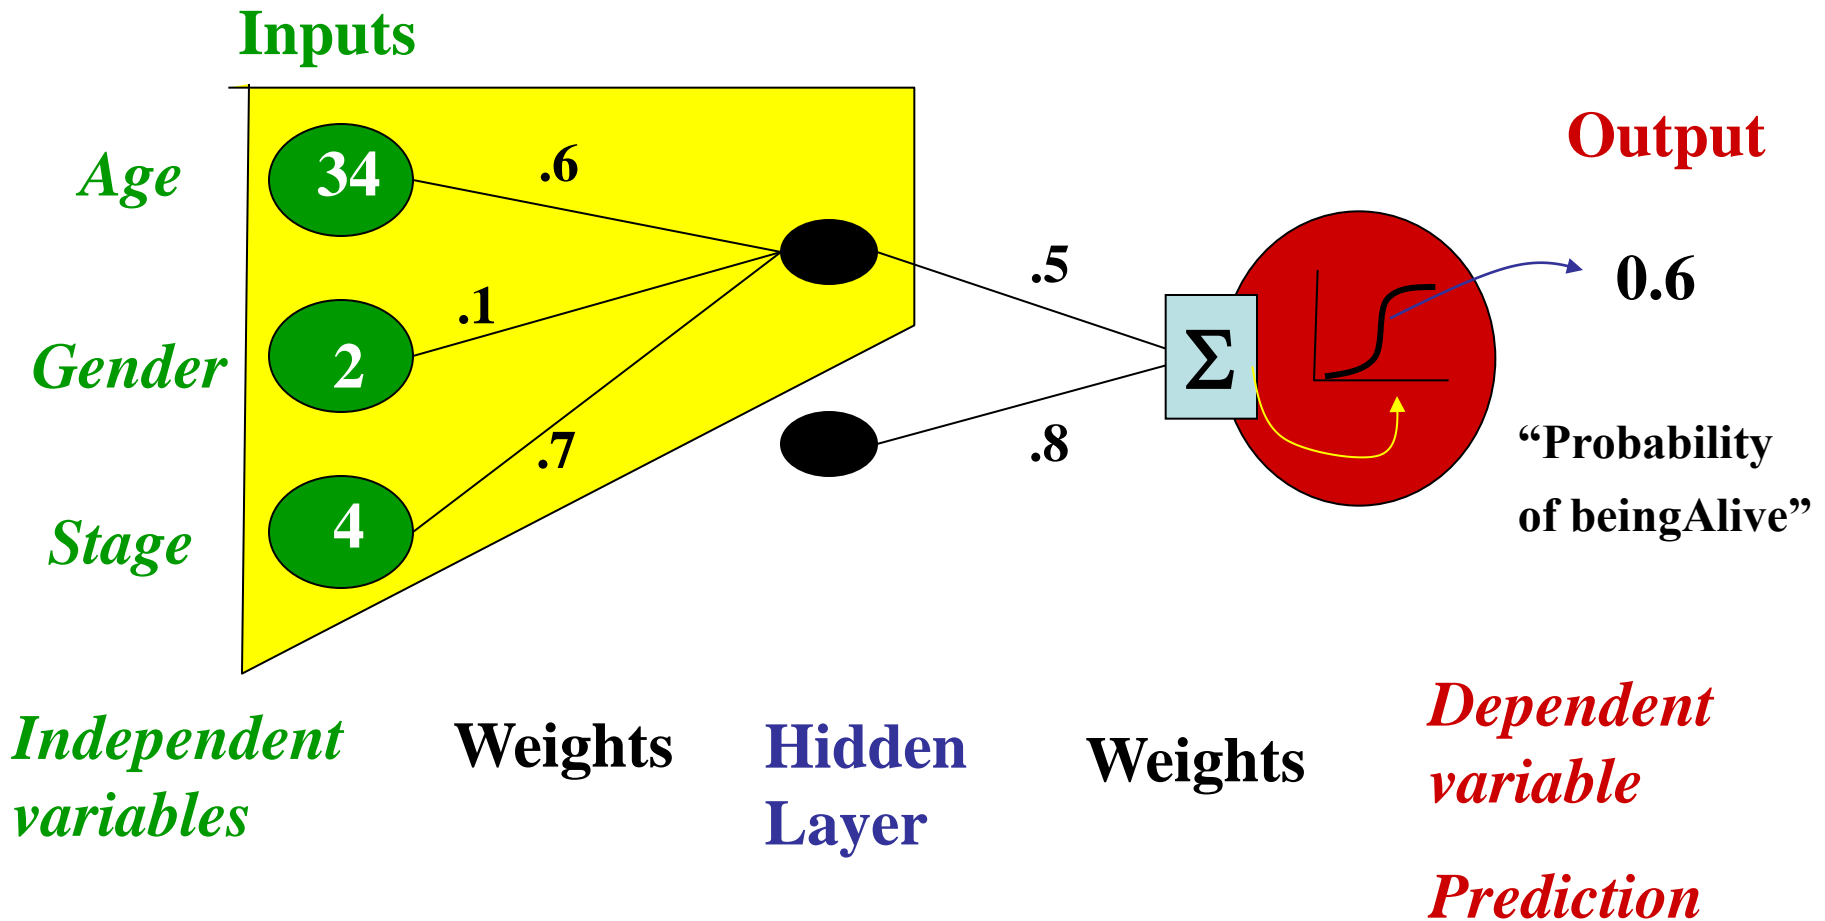 Inputs
Output
Age
34
.6
.5
0.6
Gender
2
.1
Σ
.7
.8
“Probability
of beingAlive”
Stage
4
Independent
variables
Weights
Hidden
Layer
Weights
Dependent
variable
Prediction